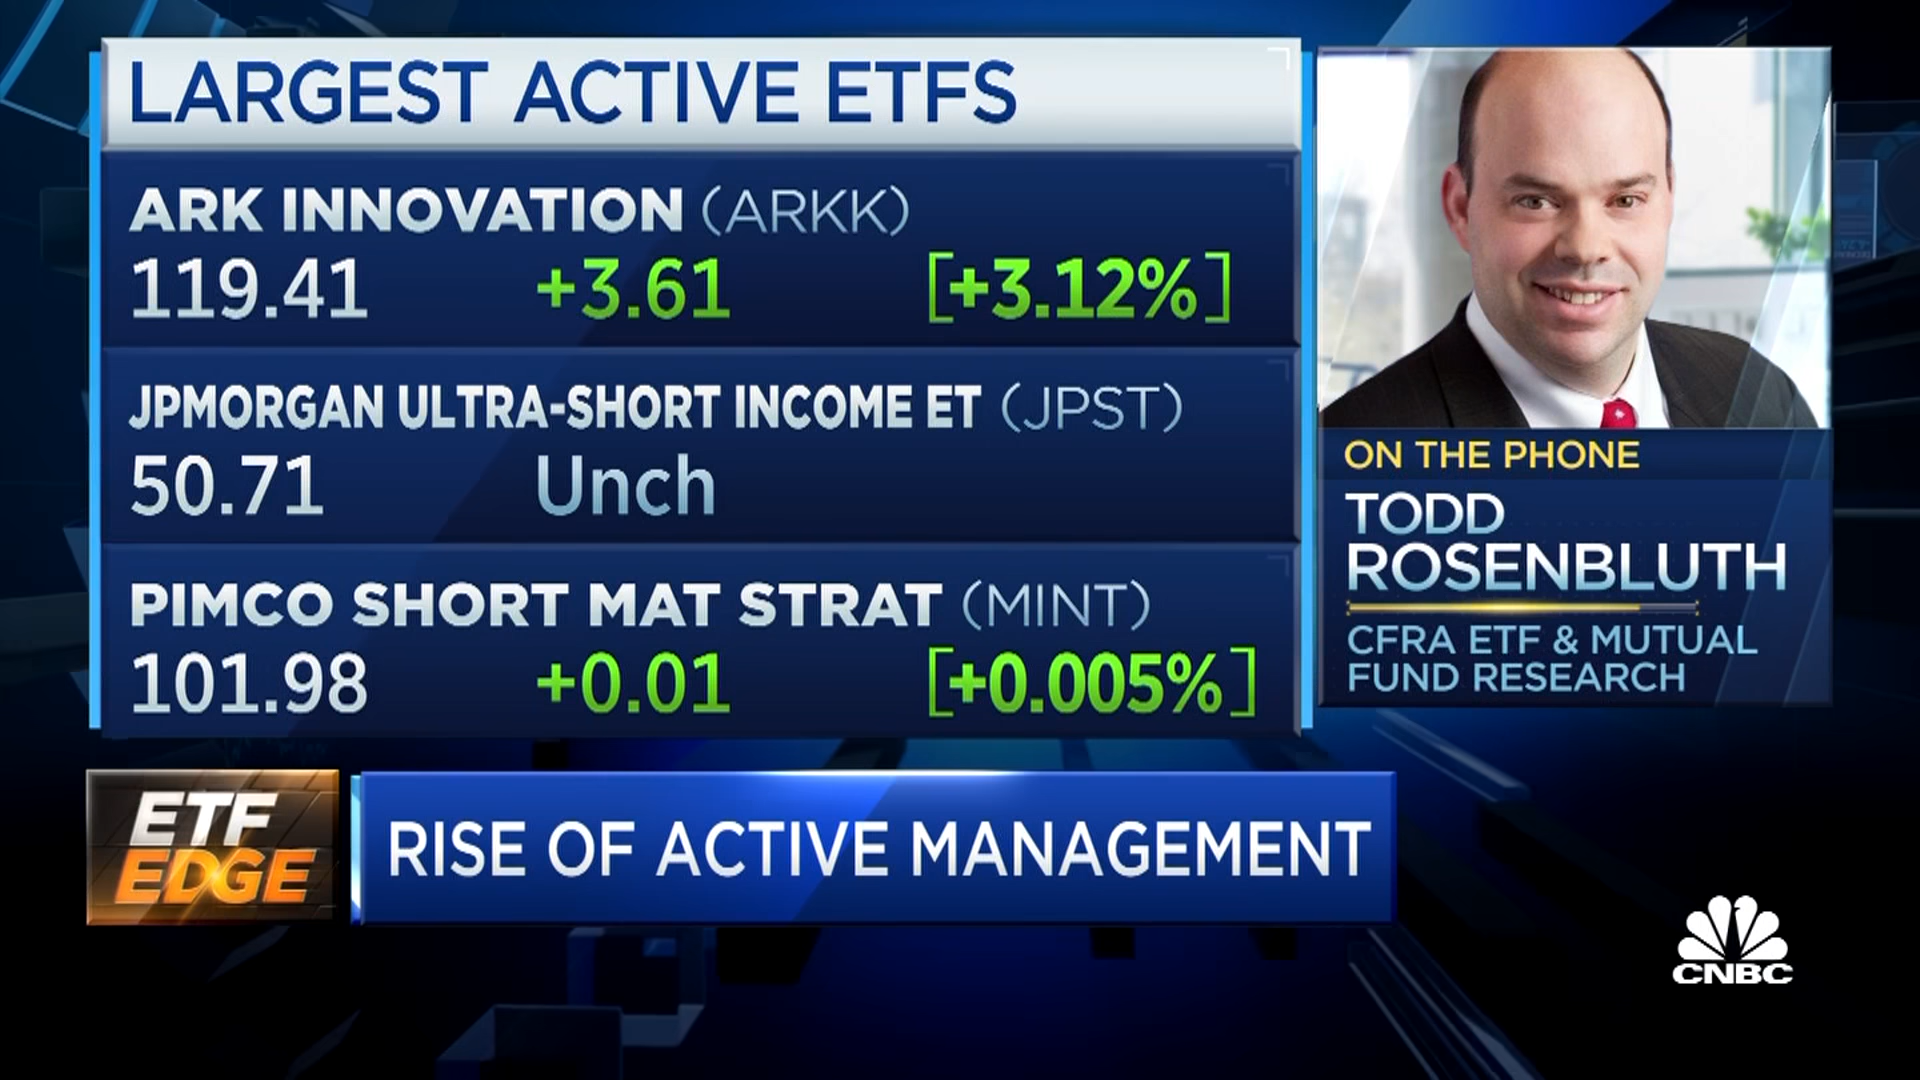 LARGEST ACTIVE ETFS
ARK INNOVATION (ARKK)
119.41 +3.61 [+3.12%]
JPMORGAN ULTRA-SHORT INCOME ET (JPST)
50.71 Unch
PIMCO SHORT MAT STRAT (MINT)
101.98 +0.01 [+0.005%]
ON THE PHONE
TODD
ROSENBLUTH
CFRA ETF & MUTUAL
FUND RESEARCH
ETF
EDGE
RISE OF ACTIVE MANAGEMENT
CNBC